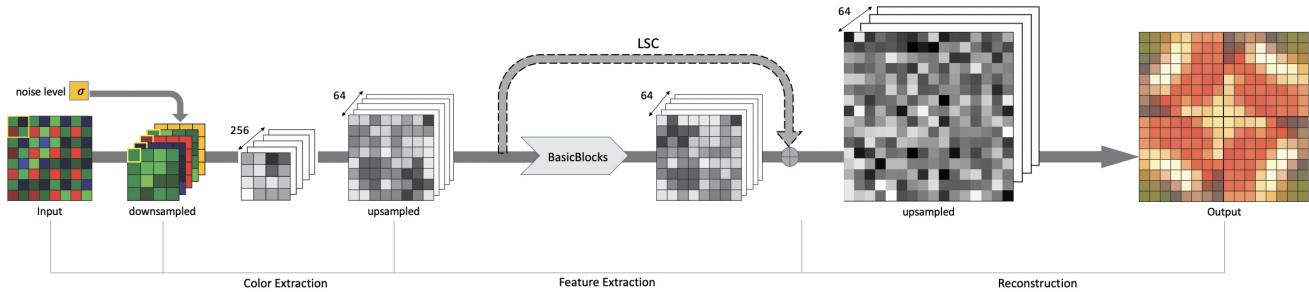 64
LSC
64
64
noise level σ
256
BasicBlocks
Input
downsampled
upsampled
upsampled
Output
Color Extraction
Feature Extraction
Reconstruction